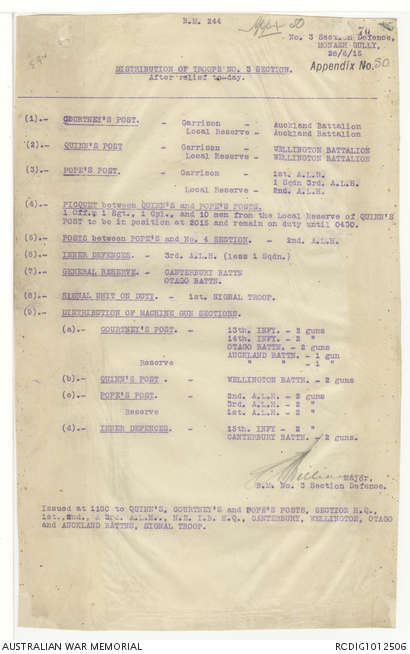 B.M. 244
Appx 50
No. 3 Section Defence,
MONASH GULLY,
Appendix No. 50
DISTRIBUTION OF TROOPS NO. 3 SECTION.
After relief to-day.
(1).- COURTNEY'S POST. - Garrison - Auckland Battalion
Local Reserve - Auckland Battalion
(2).- QUINN'S POST - Garrison - WELLINGTON BATTALION
Local Reserve - WELLINGTON BATTALION
(3).- POPE'S POST. - Garrison - 1st. A.L.H.
1 Sqdn 3rd. A.L.H.
Local Reserve - 2nd. A.L.H.
(4).- PICQUET between QUINN'S and POPE'S POSTS.
1 Off., 1 Sgt., 1 Cpl., and 10 men from the Local Reserve of QUINN'S
POST to be in position at 2015 and remain on duty until 0430.
(5).- POSTS between POPE'S and No. 4 SECTION. - 2nd. A.L.H.
(6).- INNER DEFENCES. - 3rd. A.L.H. (less 1 Sqdn.)
(7).- GENERAL RESERVE. - CANTERBURY BATTN
OTAGO BATTN.
(8).- SIGNAL UNIT ON DUTY. - 1st. SIGNAL TROOP.
(9).- DISTRIBUTION OF MACHINE GUN SECTIONS.
(a).- COURTNEY'S POST. - 13th. INFY. - 2 guns
14th. INFY. - 2 "
OTAGO BATTN. - 2 guns
AUCKLAND BATTN. - 1 gun
Reserve " " - 1 "
(b).- QUINN'S POST. - WELLINGTON BATTN. - 2 guns
(c).- POPE'S POST. - 2nd. A.L.H. - 2 guns
3rd. A.L.H. - 2 "
Reserve 1st. A.L.H. - 2 "
(d).- INNER DEFENCES. - 15th. INFY - 2 "
CANTERBURY BATTN. - 2 guns.
Major.
B.M. No. 3 Section Defence.
Issued at 1130 to QUINN'S, COURTNEY'S and POPE'S POSTS, SECTION H.Q.,
1st., 2nd., & 3rd. A.L.H., N.Z. I.B. H.Q., CANTERBURY, WELLINGTON, OTAGO
and AUCKLAND BATTNS, SIGNAL TROOP.
AUSTRALIAN WAR MEMORIAL
RCDIG1012506